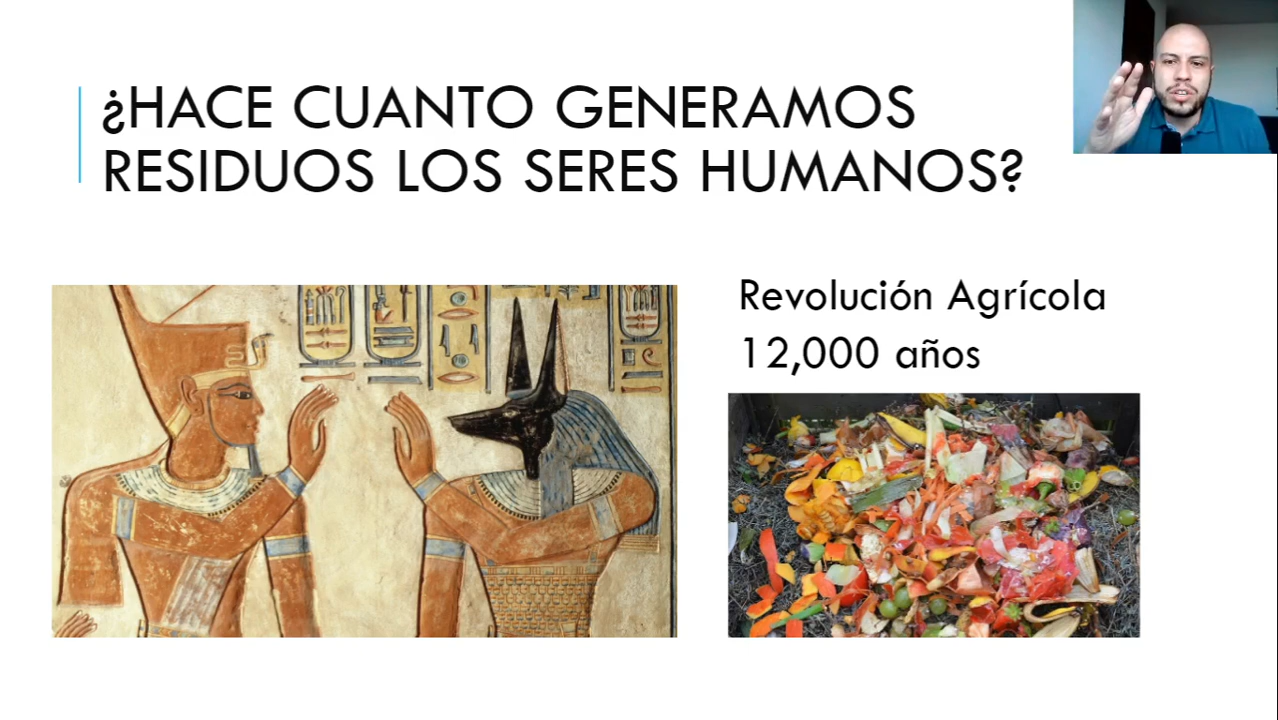 ¿HACE CUANTO GENERAMOS
RESIDUOS LOS SERES HUMANOS?
Revolución Agrícola
12,000 años